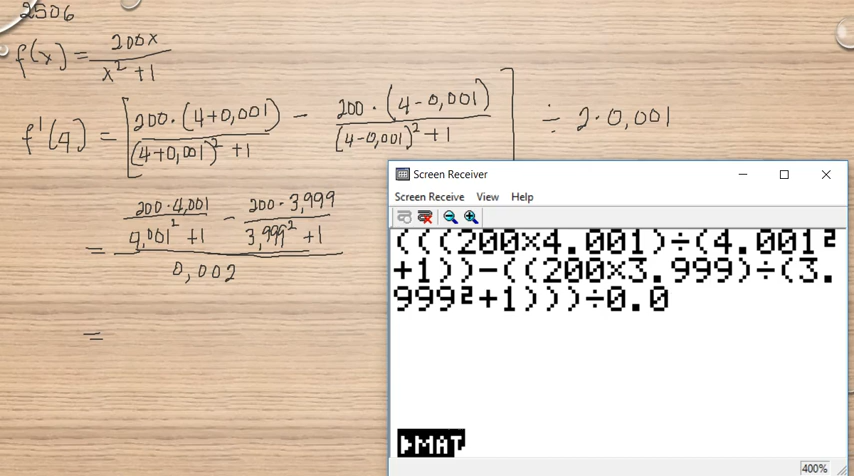 2506
f(x) = 200x / x² + 1
f'(4) = [ 200 · (4+0,001) / (4+0,001)² + 1 − 200 · (4−0,001) / (4−0,001)² + 1 ] ÷ 2 · 0,001
= 200 · 4,001 / 4,001² + 1 − 200 · 3,999 / 3,999² + 1 / 0,002
=
Screen Receiver
Screen Receive View Help
(((200×4.001)÷(4.001²
+1))−((200×3.999)÷(3.
999²+1)))÷0.0
▶MAT
400%